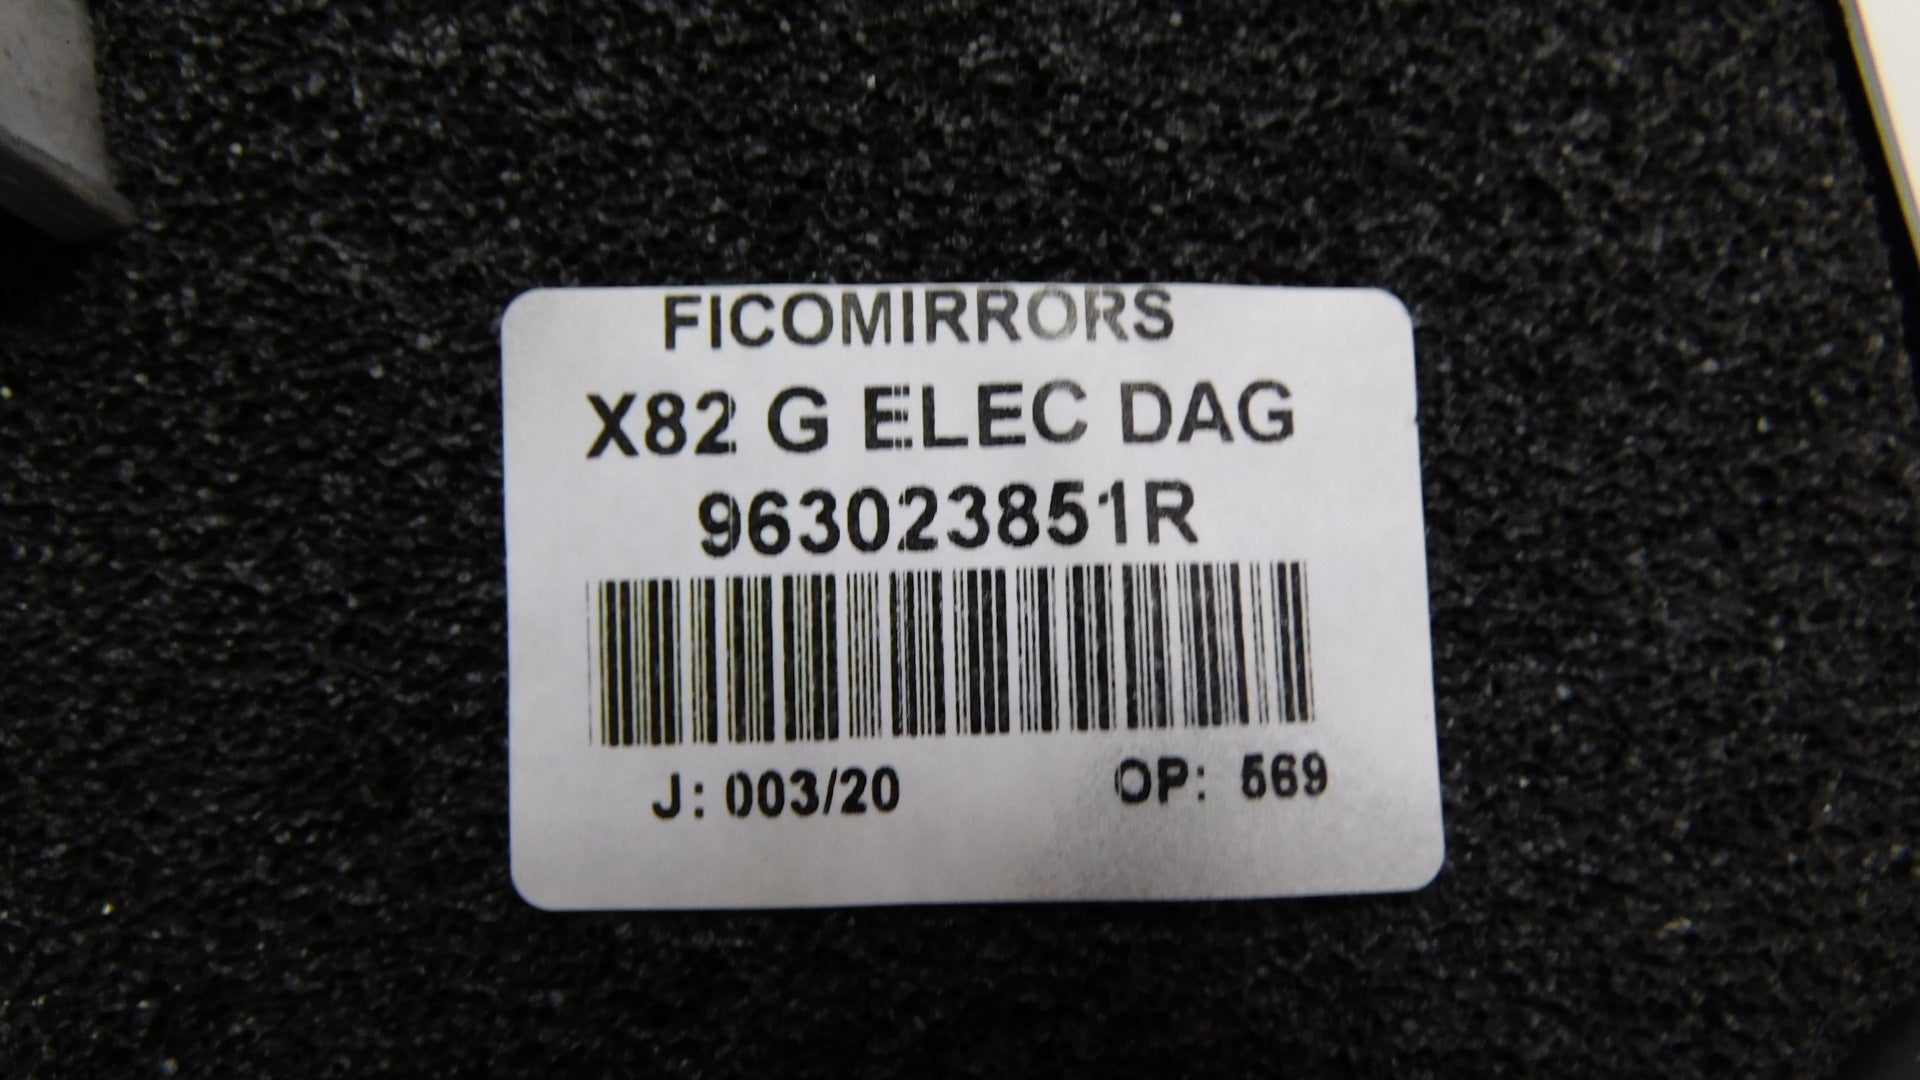 FICOMIRRORS
X82 G ELEC DAG
963023851R
J: 003/20 OP: 569